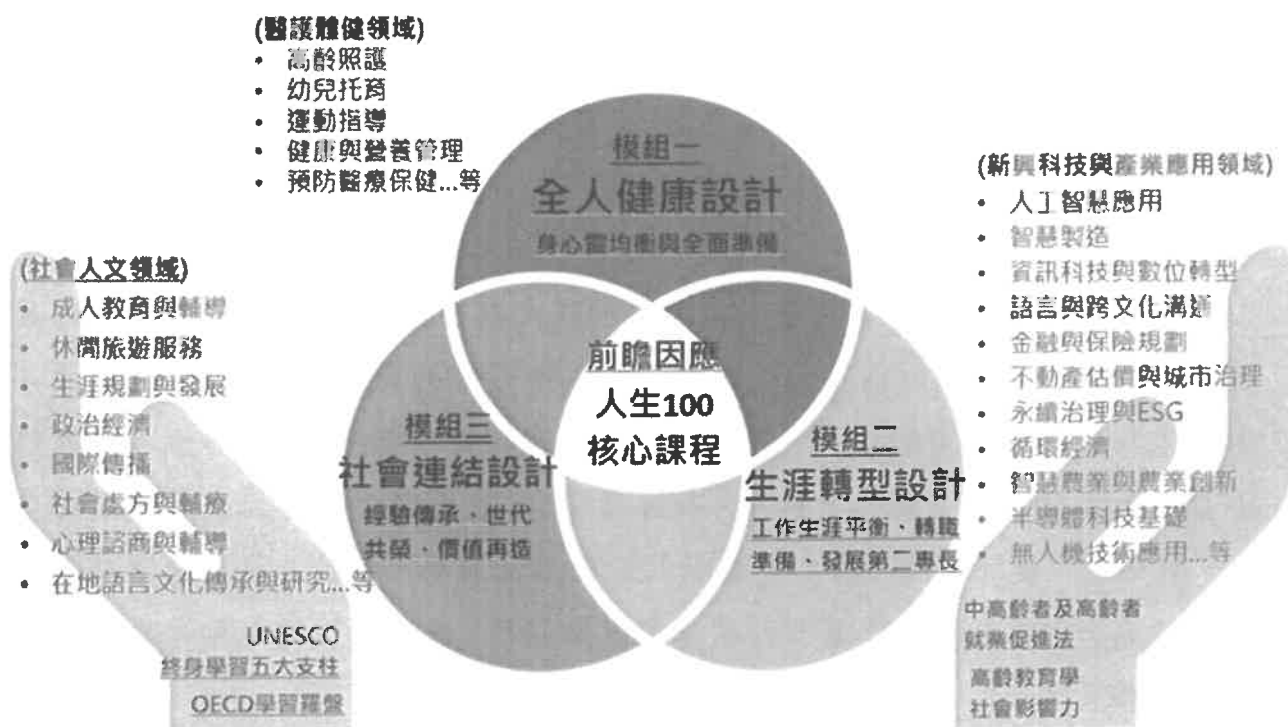 (醫護體健領域)
• 高齡照護
• 幼兒托育
• 運動指導
• 健康與營養管理
• 預防醫療保健...等
模組一
全人健康設計
身心靈均衡與全面準備
(新興科技與產業應用領域)
• 人工智慧應用
• 智慧製造
• 資訊科技與數位轉型
• 語言與跨文化溝通
• 金融與保險規劃
• 不動產估價與城市治理
• 永續治理與ESG
• 循環經濟
• 智慧農業與農業創新
• 半導體科技基礎
• 無人機技術應用...等
(社會人文領域)
• 成人教育與輔導
• 休閒旅遊服務
• 生涯規劃與發展
• 政治經濟
• 國際傳播
• 社會處方與輔療
• 心理諮商與輔導
• 在地語言文化傳承與研究...等
前瞻因應
人生100
核心課程
模組三
社會連結設計
經驗傳承、世代
共榮、價值再造
模組二
生涯轉型設計
工作生涯平衡、轉職
準備、發展第二專長
UNESCO
終身學習五大支柱
OECD學習羅盤
中高齡者及高齡者
就業促進法
高齡教育學
社會影響力